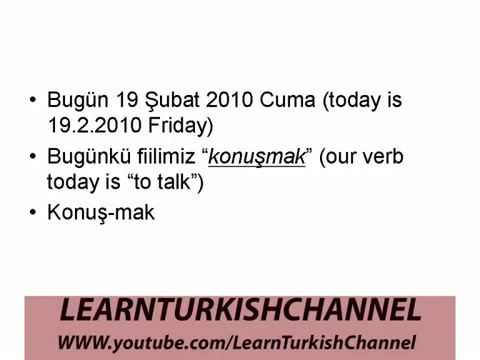 • Bugün 19 Şubat 2010 Cuma (today is
19.2.2010 Friday)
• Bugünkü fiilimiz “konuşmak” (our verb
today is “to talk”)
• Konuş-mak
LEARNTURKISHCHANNEL
WWW.youtube.com/LearnTurkishChannel